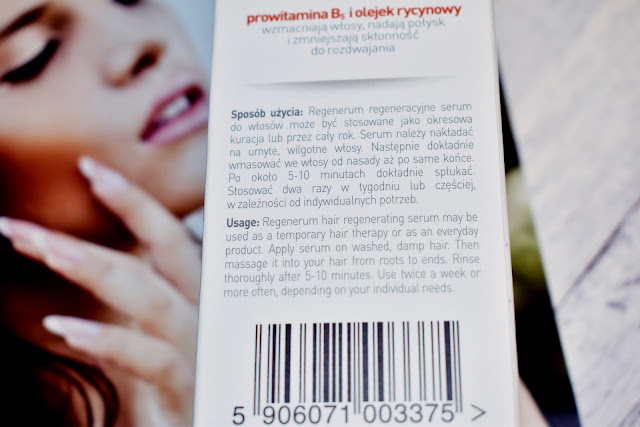 prowitamina B₅ i olejek rycynowy
wzmacniają włosy, nadają połysk
i zmniejszają skłonność
do rozdwajania
Sposób użycia: Regenerum regeneracyjne serum
do włosów może być stosowane jako okresowa
kuracja lub przez cały rok. Serum należy nakładać
na umyte, wilgotne włosy. Następnie dokładnie
wmasować we włosy od nasady aż po same końce.
Po około 5-10 minutach dokładnie spłukać.
Stosować dwa razy w tygodniu lub częściej,
w zależności od indywidualnych potrzeb.
Usage: Regenerum hair regenerating serum may be
used as a temporary hair therapy or as an everyday
product. Apply serum on washed, damp hair. Then
massage it into your hair from roots to ends. Rinse
thoroughly after 5-10 minutes. Use twice a week or
more often, depending on your individual needs.
5 906071 003375 >